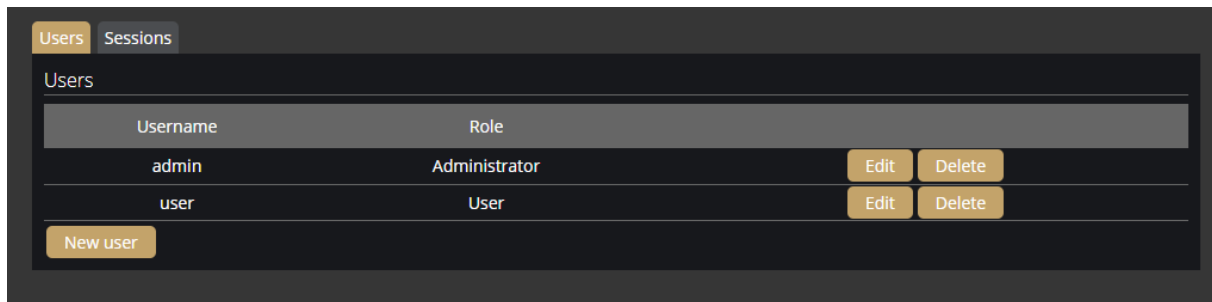 Users Sessions
Users
Username Role
admin Administrator Edit Delete
user User Edit Delete
New user